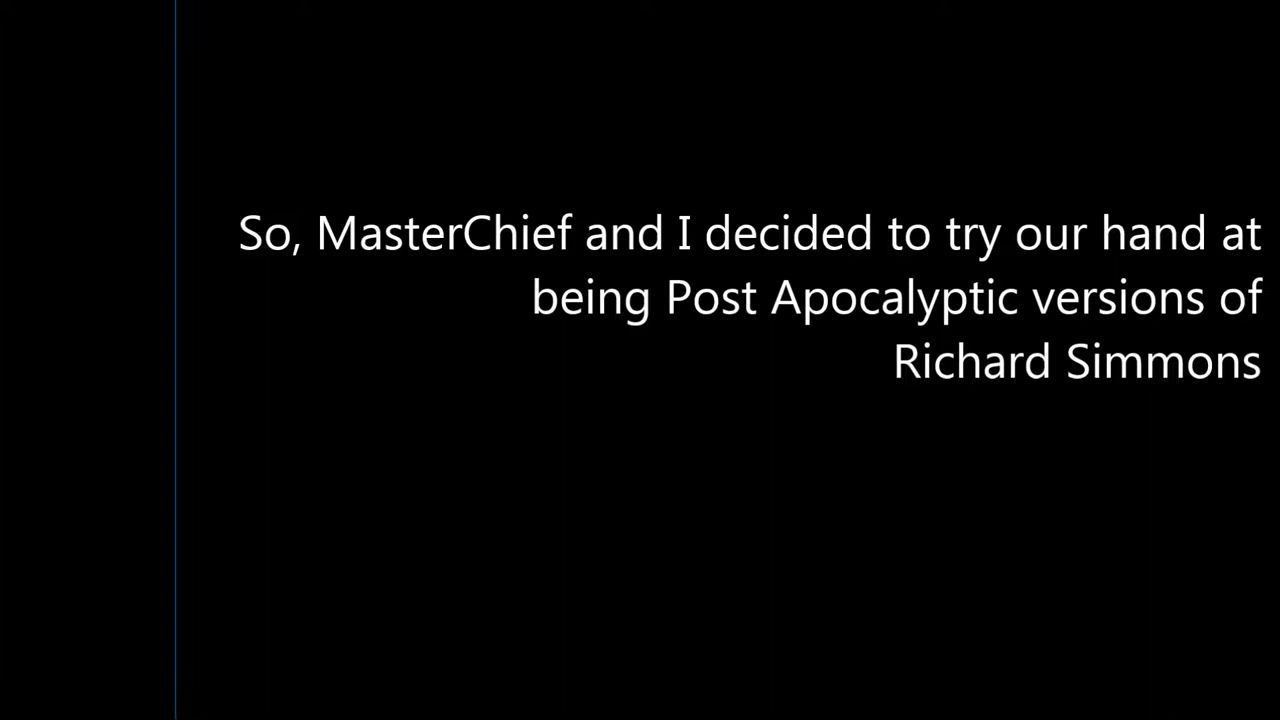 So, MasterChief and I decided to try our hand at
being Post Apocalyptic versions of
Richard Simmons